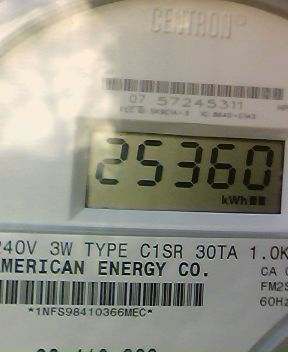 CENTRON®
07 57245311
25360
kWh
240V 3W TYPE C1SR 30TA 1.0K
AMERICAN ENERGY CO.
CA
FM2S
60Hz
*1NFS98410366MEC*